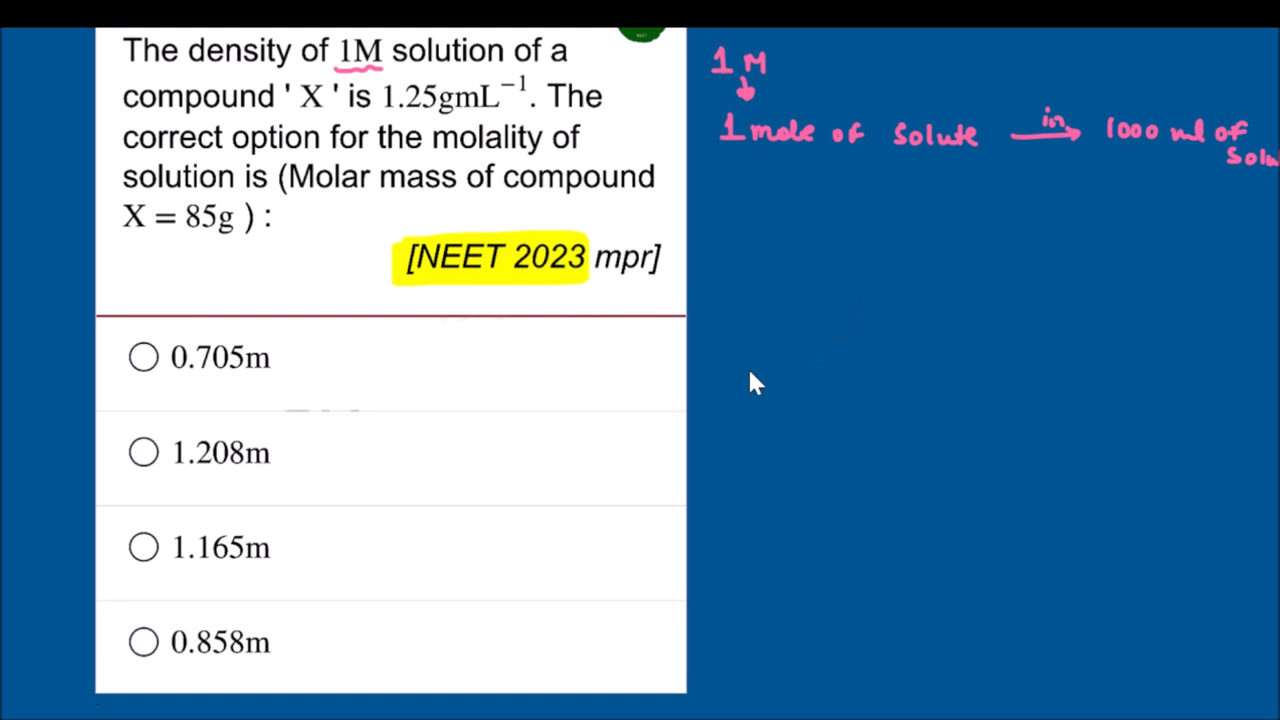 The density of 1M solution of a
compound ' X ' is 1.25gmL⁻¹. The
correct option for the molality of
solution is (Molar mass of compound
X = 85g ) :
[NEET 2023 mpr]
0.705m
1.208m
1.165m
0.858m
1 M
1 mole of solute in 1000 ml of